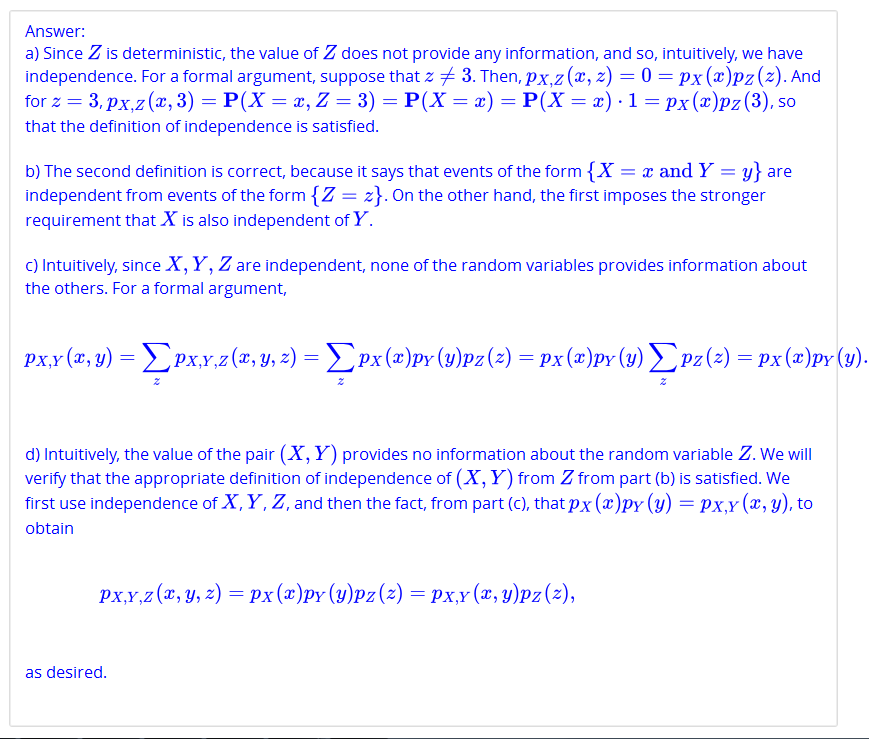 Answer:
a) Since Z is deterministic, the value of Z does not provide any information, and so, intuitively, we have
independence. For a formal argument, suppose that z ≠ 3. Then, p_{X,Z}(x, z) = 0 = p_X(x)p_Z(z). And
for z = 3, p_{X,Z}(x, 3) = P(X = x, Z = 3) = P(X = x) = P(X = x) · 1 = p_X(x)p_Z(3), so
that the definition of independence is satisfied.
b) The second definition is correct, because it says that events of the form {X = x and Y = y} are
independent from events of the form {Z = z}. On the other hand, the first imposes the stronger
requirement that X is also independent of Y.
c) Intuitively, since X, Y, Z are independent, none of the random variables provides information about
the others. For a formal argument,
p_{X,Y}(x, y) = ∑_z p_{X,Y,Z}(x, y, z) = ∑_z p_X(x)p_Y(y)p_Z(z) = p_X(x)p_Y(y) ∑_z p_Z(z) = p_X(x)p_Y(y).
d) Intuitively, the value of the pair (X, Y) provides no information about the random variable Z. We will
verify that the appropriate definition of independence of (X, Y) from Z from part (b) is satisfied. We
first use independence of X, Y, Z, and then the fact, from part (c), that p_X(x)p_Y(y) = p_{X,Y}(x, y), to
obtain
p_{X,Y,Z}(x, y, z) = p_X(x)p_Y(y)p_Z(z) = p_{X,Y}(x, y)p_Z(z),
as desired.